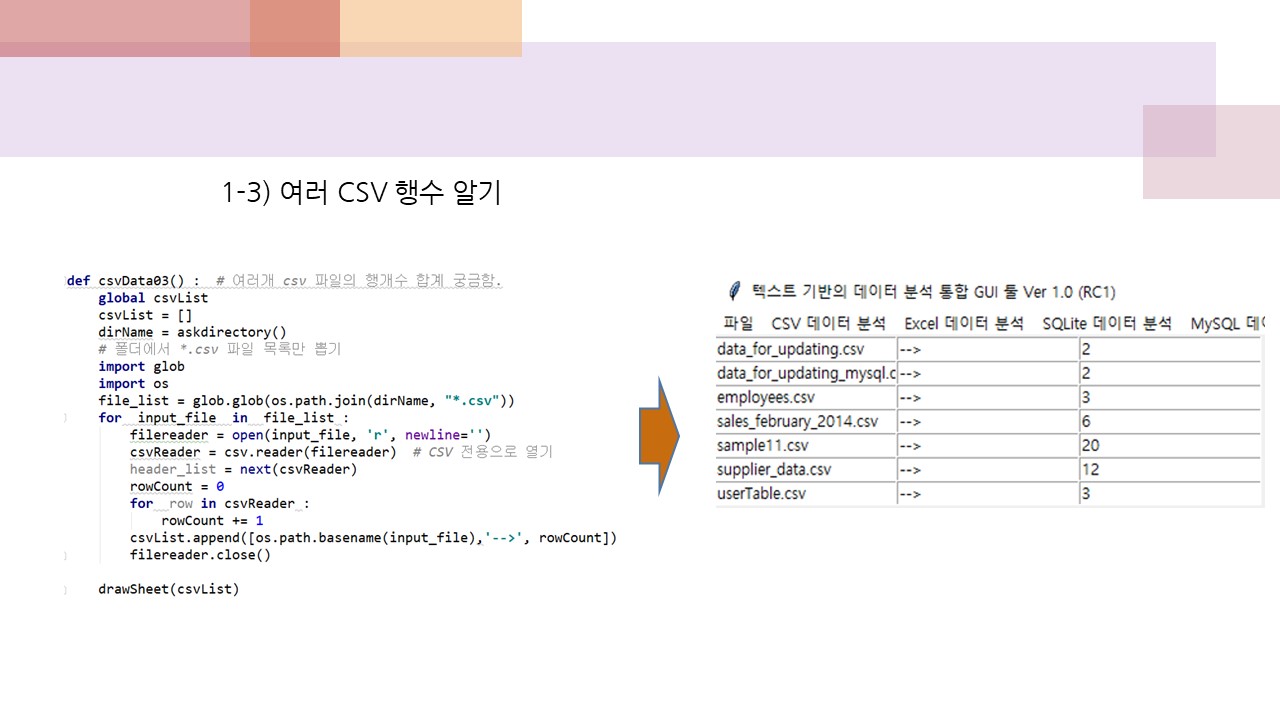 1-3) 여러 CSV 행수 알기
def csvData03() :  # 여러개 csv 파일의 행개수 합계 궁금함.
    global csvList
    csvList = []
    dirName = askdirectory()
    # 폴더에서 *.csv 파일 목록만 뽑기
    import glob
    import os
    file_list = glob.glob(os.path.join(dirName, "*.csv"))
    for  input_file  in  file_list :
        filereader = open(input_file, 'r', newline='')
        csvReader = csv.reader(filereader)  # CSV 전용으로 열기
        header_list = next(csvReader)
        rowCount = 0
        for  row in csvReader :
            rowCount += 1
        csvList.append([os.path.basename(input_file),'-->', rowCount])
        filereader.close()
    drawSheet(csvList)
텍스트 기반의 데이터 분석 통합 GUI 툴 Ver 1.0 (RC1)
파일 CSV 데이터 분석 Excel 데이터 분석 SQLite 데이터 분석 MySQL
data_for_updating.csv --> 2
data_for_updating_mysql.c --> 2
employees.csv --> 3
sales_february_2014.csv --> 6
sample11.csv --> 20
supplier_data.csv --> 12
userTable.csv --> 3